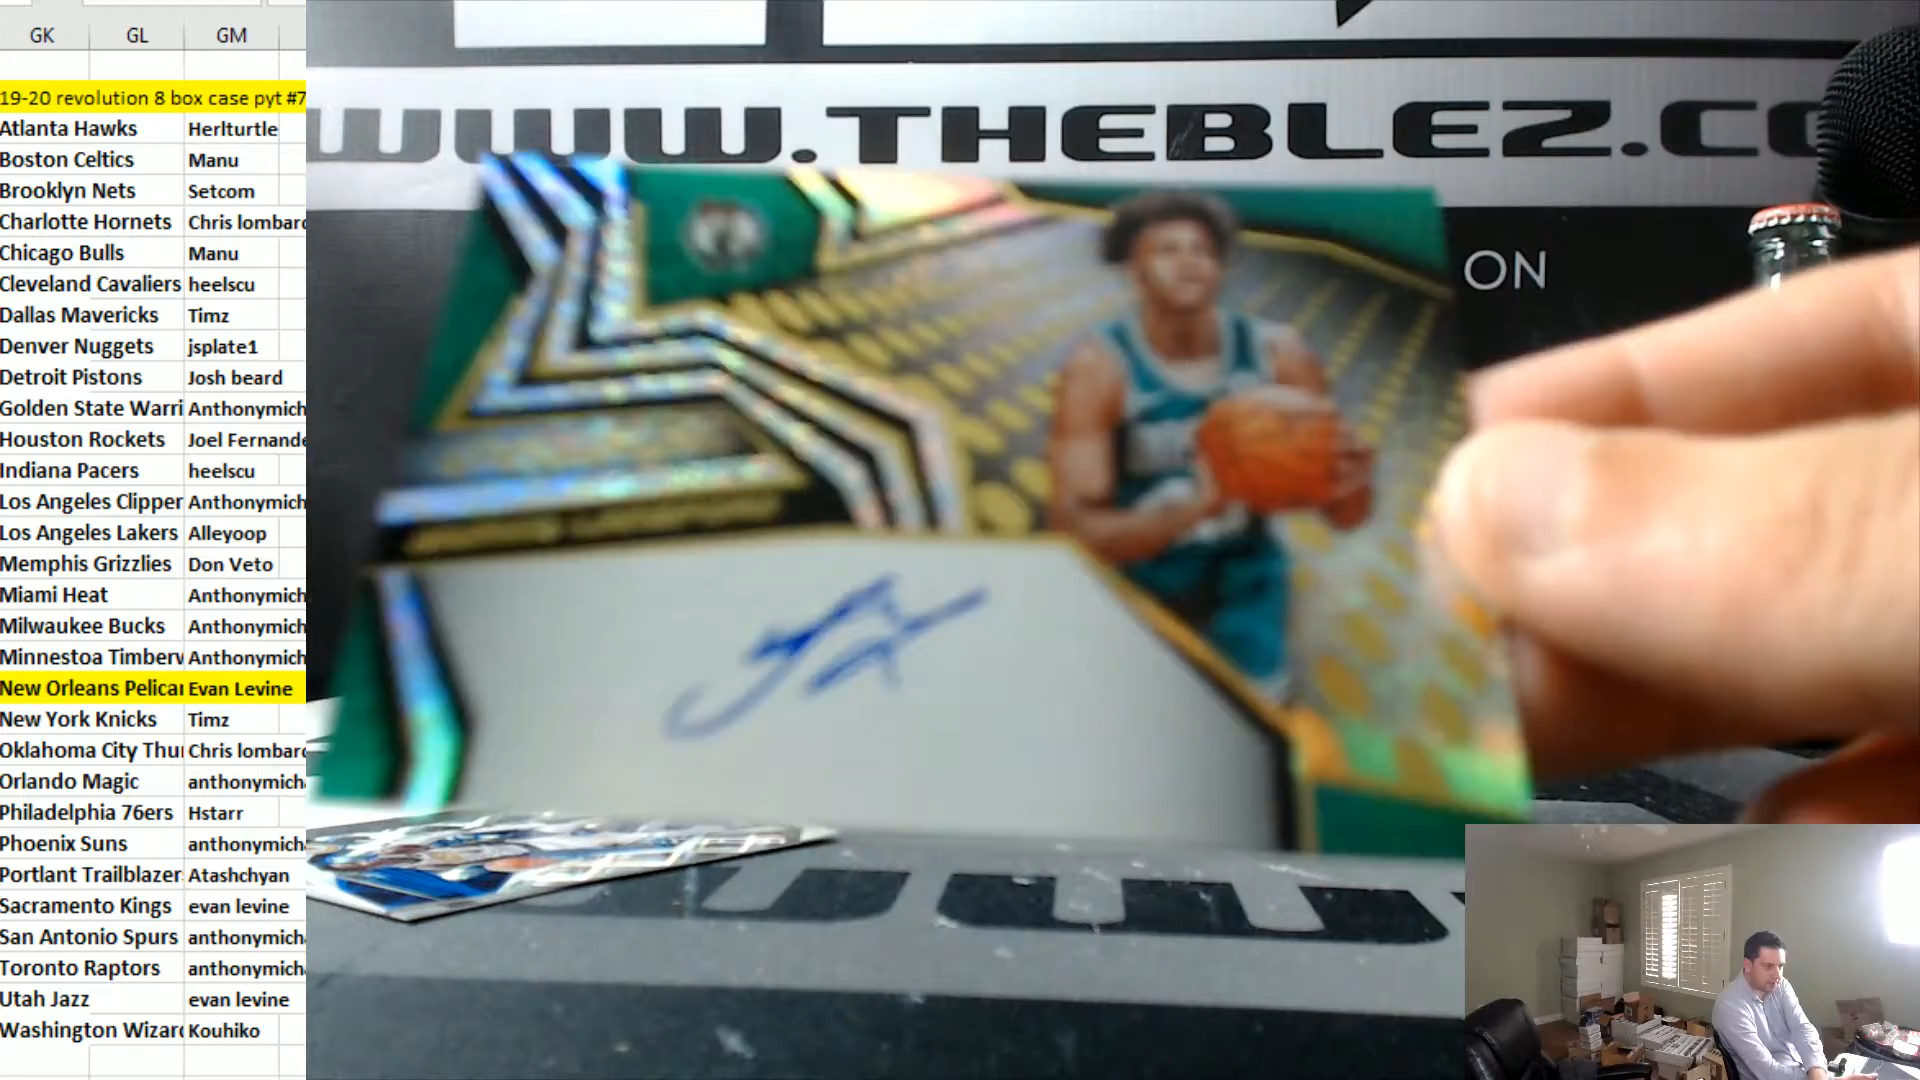 GK GL GM
19-20 revolution 8 box case pyt #7
Atlanta Hawks Herlturtle
Boston Celtics Manu
Brooklyn Nets Setcom
Charlotte Hornets Chris lombard
Chicago Bulls Manu
Cleveland Cavaliers heelscu
Dallas Mavericks Timz
Denver Nuggets jsplate1
Detroit Pistons Josh beard
Golden State Warri Anthonymich
Houston Rockets Joel Fernande
Indiana Pacers heelscu
Los Angeles Clipper Anthonymich
Los Angeles Lakers Alleyoop
Memphis Grizzlies Don Veto
Miami Heat Anthonymich
Milwaukee Bucks Anthonymich
Minnestoa Timberv Anthonymich
New Orleans Pelica Evan Levine
New York Knicks Timz
Oklahoma City Thu Chris lombard
Orlando Magic anthonymich
Philadelphia 76ers Hstarr
Phoenix Suns anthonymich
Portlant Trailblazer Atashchyan
Sacramento Kings evan levine
San Antonio Spurs anthonymich
Toronto Raptors anthonymich
Utah Jazz evan levine
Washington Wizard Kouhiko
WWW.THEBLEZ.CO
ON